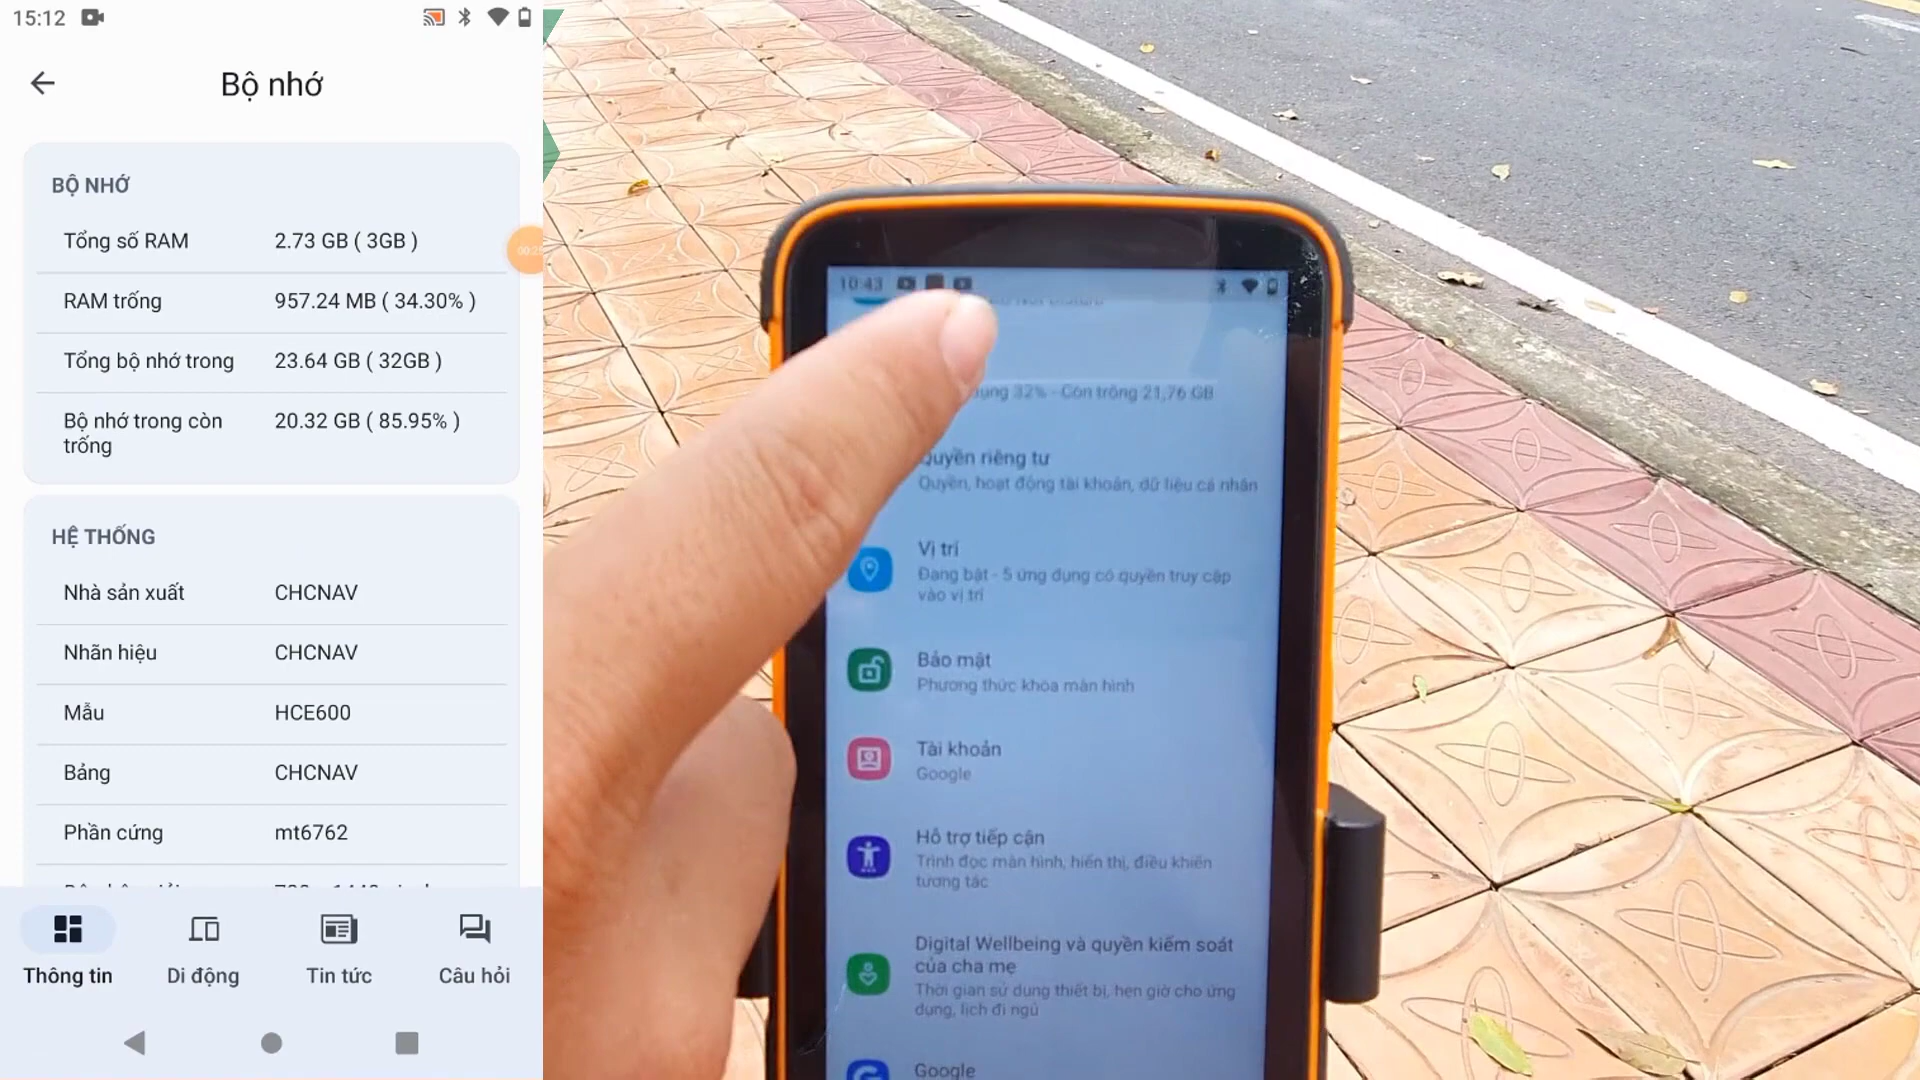 15:12
Bộ nhớ
BỘ NHỚ
Tổng số RAM 2.73 GB ( 3GB )
RAM trống 957.24 MB ( 34.30% )
Tổng bộ nhớ trong 23.64 GB ( 32GB )
Bộ nhớ trong còn trống 20.32 GB ( 85.95% )
HỆ THỐNG
Nhà sản xuất CHCNAV
Nhãn hiệu CHCNAV
Mẫu HCE600
Bảng CHCNAV
Phần cứng mt6762
Thông tin
Di động
Tin tức
Câu hỏi
10:43
32% - Còn trống 21,76 GB
Quyền riêng tư
Quyền, hoạt động tài khoản, dữ liệu cá nhân
Vị trí
Đang bật - 5 ứng dụng có quyền truy cập
vào vị trí
Bảo mật
Phương thức khóa màn hình
Tài khoản
Google
Hỗ trợ tiếp cận
Trình đọc màn hình, hiển thị, điều khiển
tương tác
Digital Wellbeing và quyền kiểm soát
của cha mẹ
Thời gian sử dụng thiết bị, hẹn giờ cho ứng
dụng, lịch đi ngủ
Google